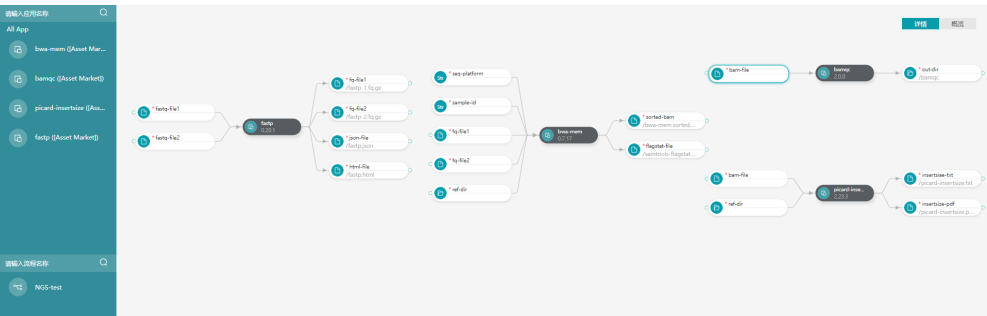 请输入应用名称
All App
bwa-mem ([Asset Mar...
bamqc ([Asset Market])
picard-insertsize ([Ass...
fastp ([Asset Market])
请输入流程名称
NGS-test
详情
概览
* fastq-file1
* fastq-file2
fastp
0.20.1
* fq-file1
/fastp_1.fq.gz
* fq-file2
/fastp_2.fq.gz
* json-file
/fastp.json
* html-file
/fastp.html
Str
* seq-platform
Str
* sample-id
* fq-file1
* fq-file2
* ref-dir
bwa-mem
0.7.17
* sorted-bam
/bwa-mem.sorted....
* flagstat-file
/samtools-flagstat...
* bam-file
bamqc
2.0.0
* out-dir
/bamqc
* bam-file
* ref-dir
picard-inse...
2.23.3
* insertsize-txt
/picard-insertsize.txt
* insertsize-pdf
/picard-insertsize.p...